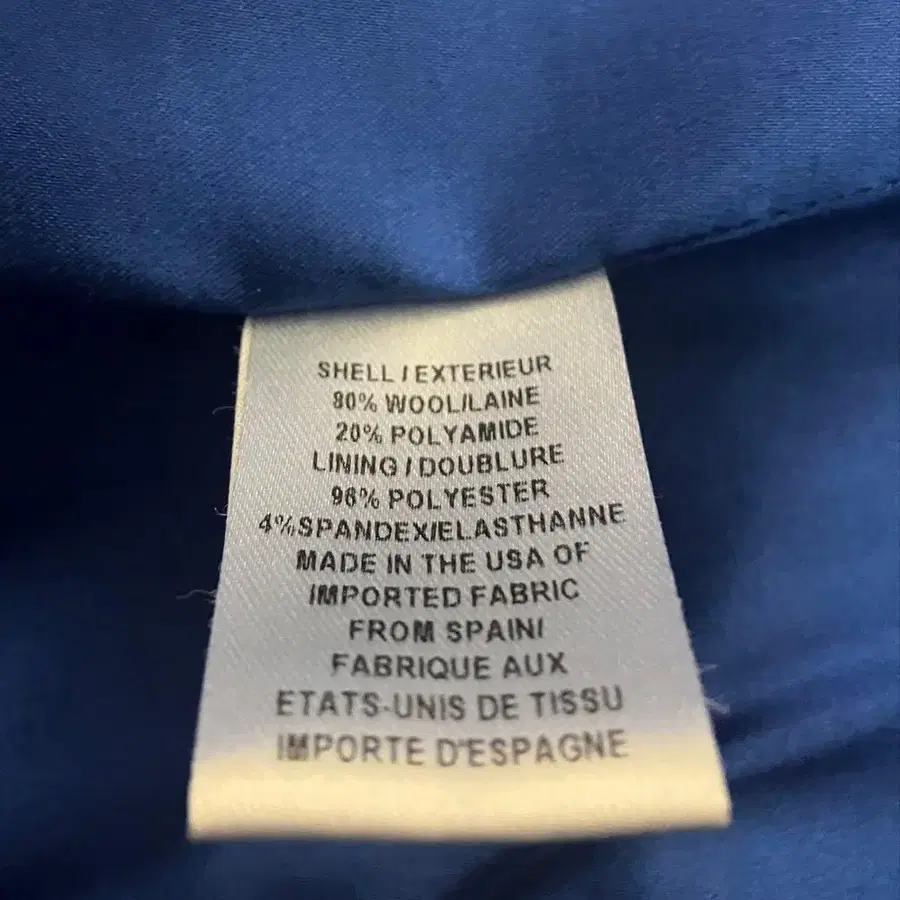 SHELL / EXTERIEUR
80% WOOL/LAINE
20% POLYAMIDE
LINING / DOUBLURE
96% POLYESTER
4%SPANDEX/ELASTHANNE
MADE IN THE USA OF
IMPORTED FABRIC
FROM SPAIN/
FABRIQUE AUX
ETATS-UNIS DE TISSU
IMPORTE D'ESPAGNE